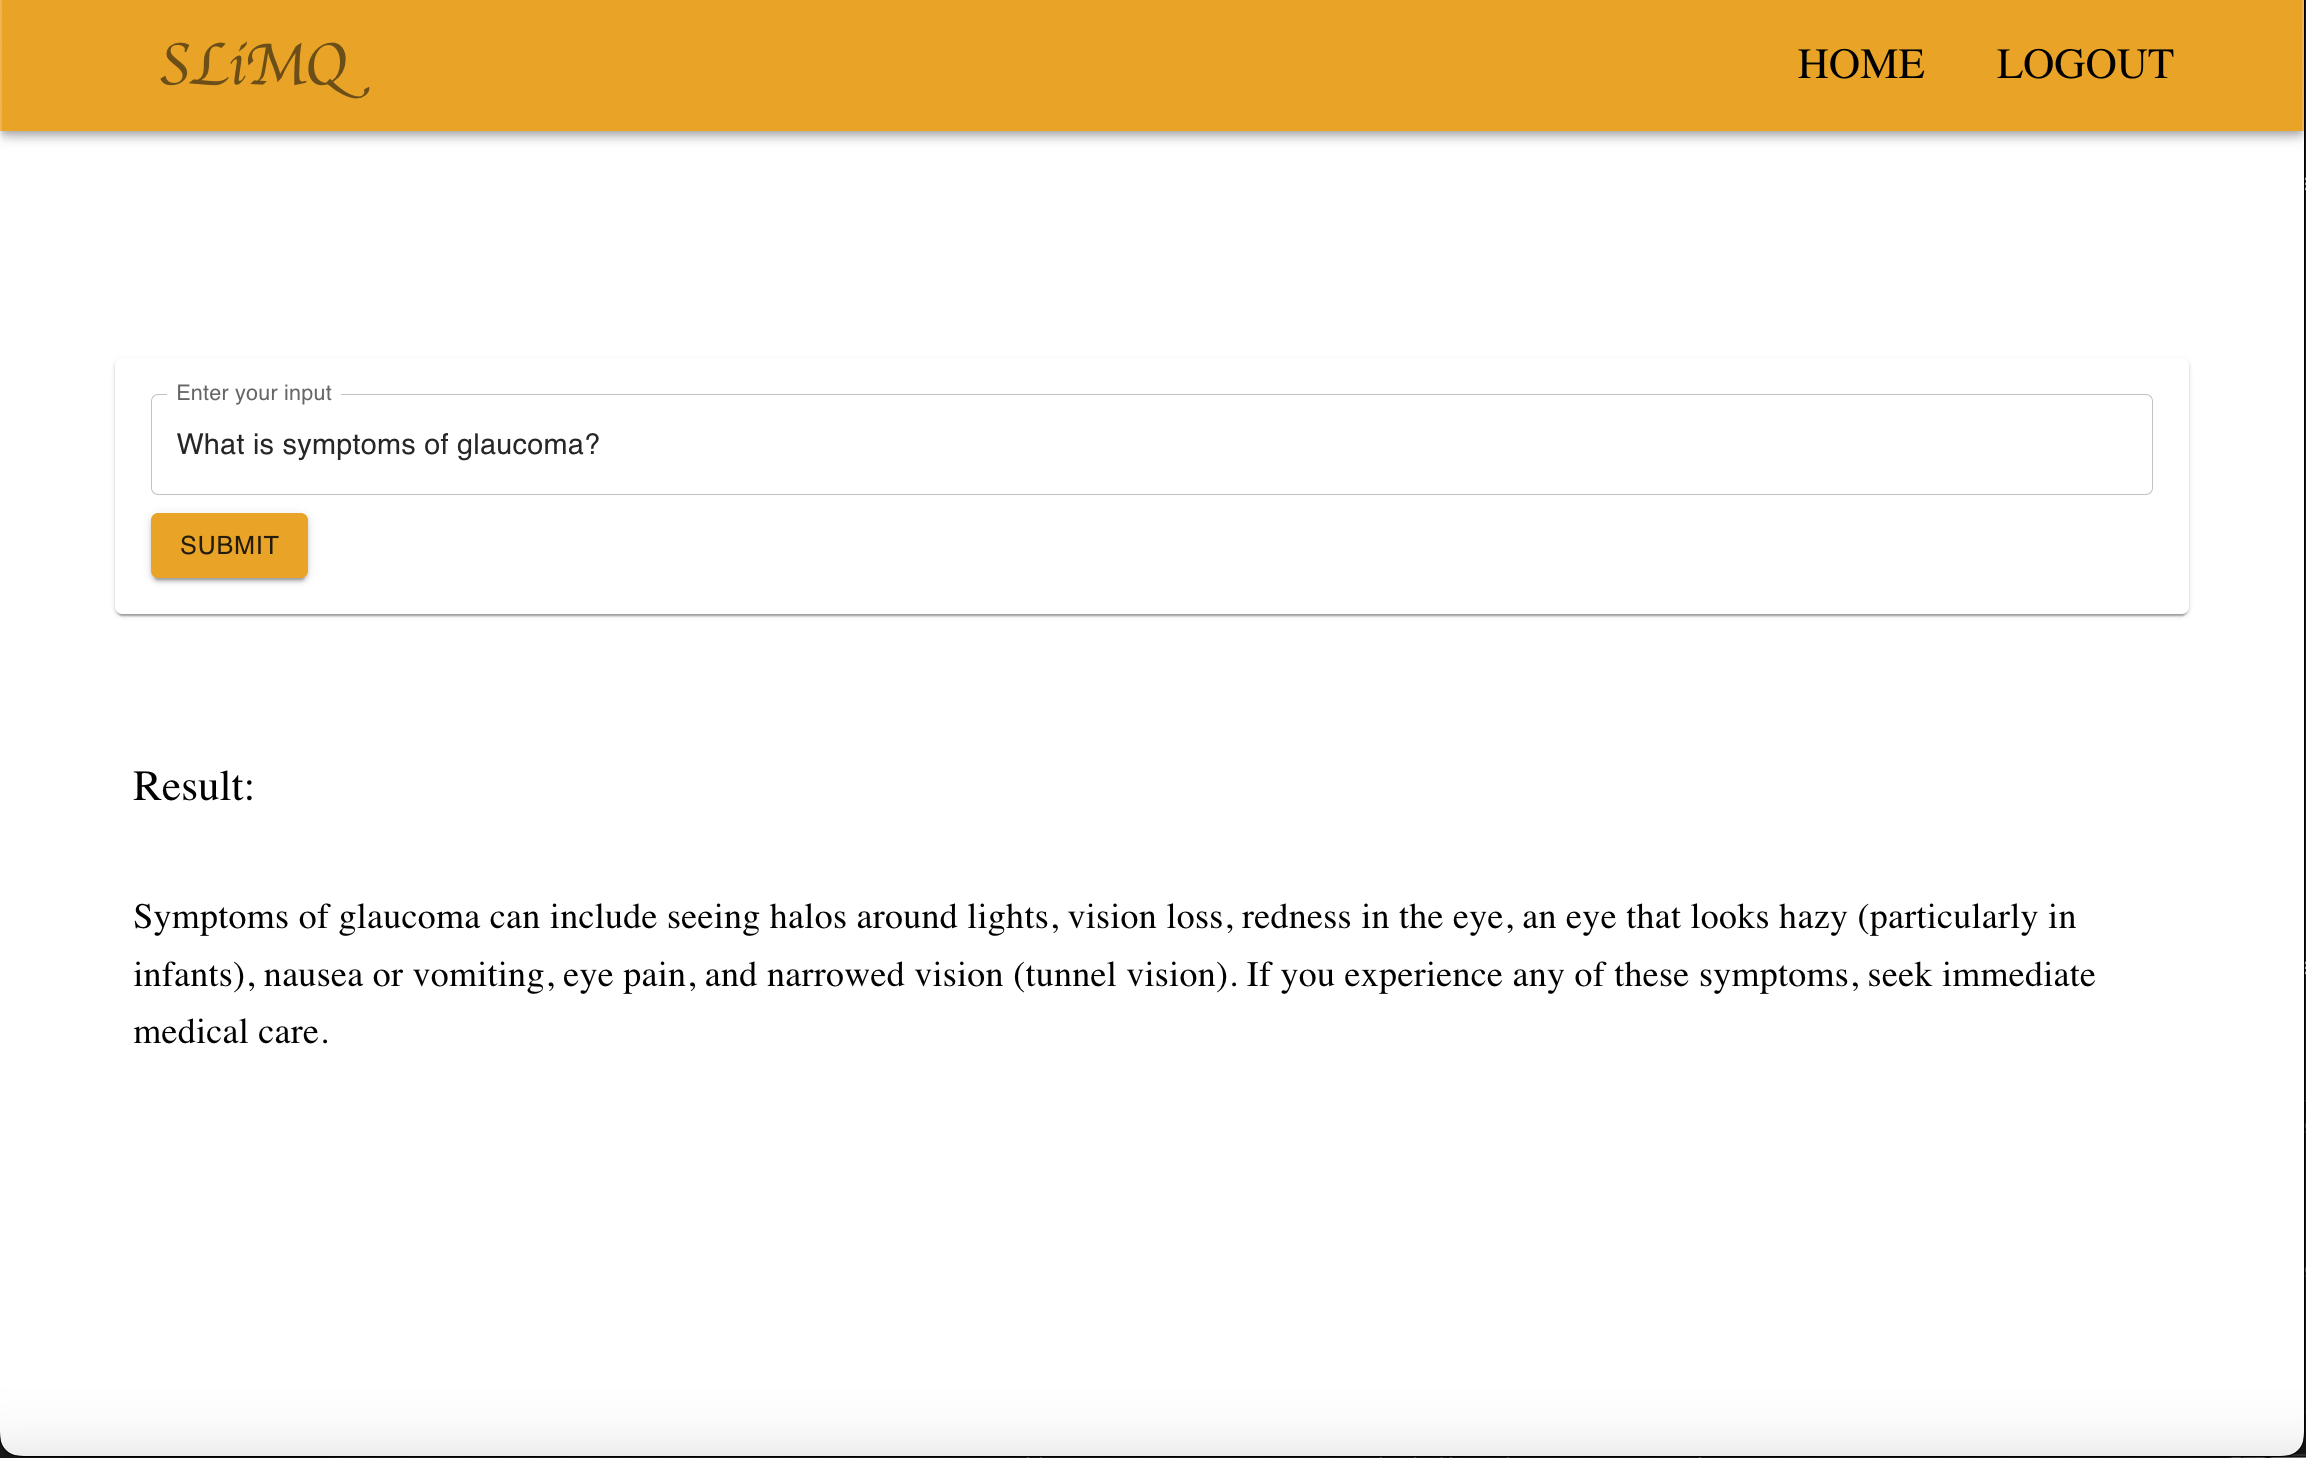 SLiMQ HOME LOGOUT
Enter your input
What is symptoms of glaucoma?
SUBMIT
Result:
Symptoms of glaucoma can include seeing halos around lights, vision loss, redness in the eye, an eye that looks hazy (particularly in
infants), nausea or vomiting, eye pain, and narrowed vision (tunnel vision). If you experience any of these symptoms, seek immediate
medical care.